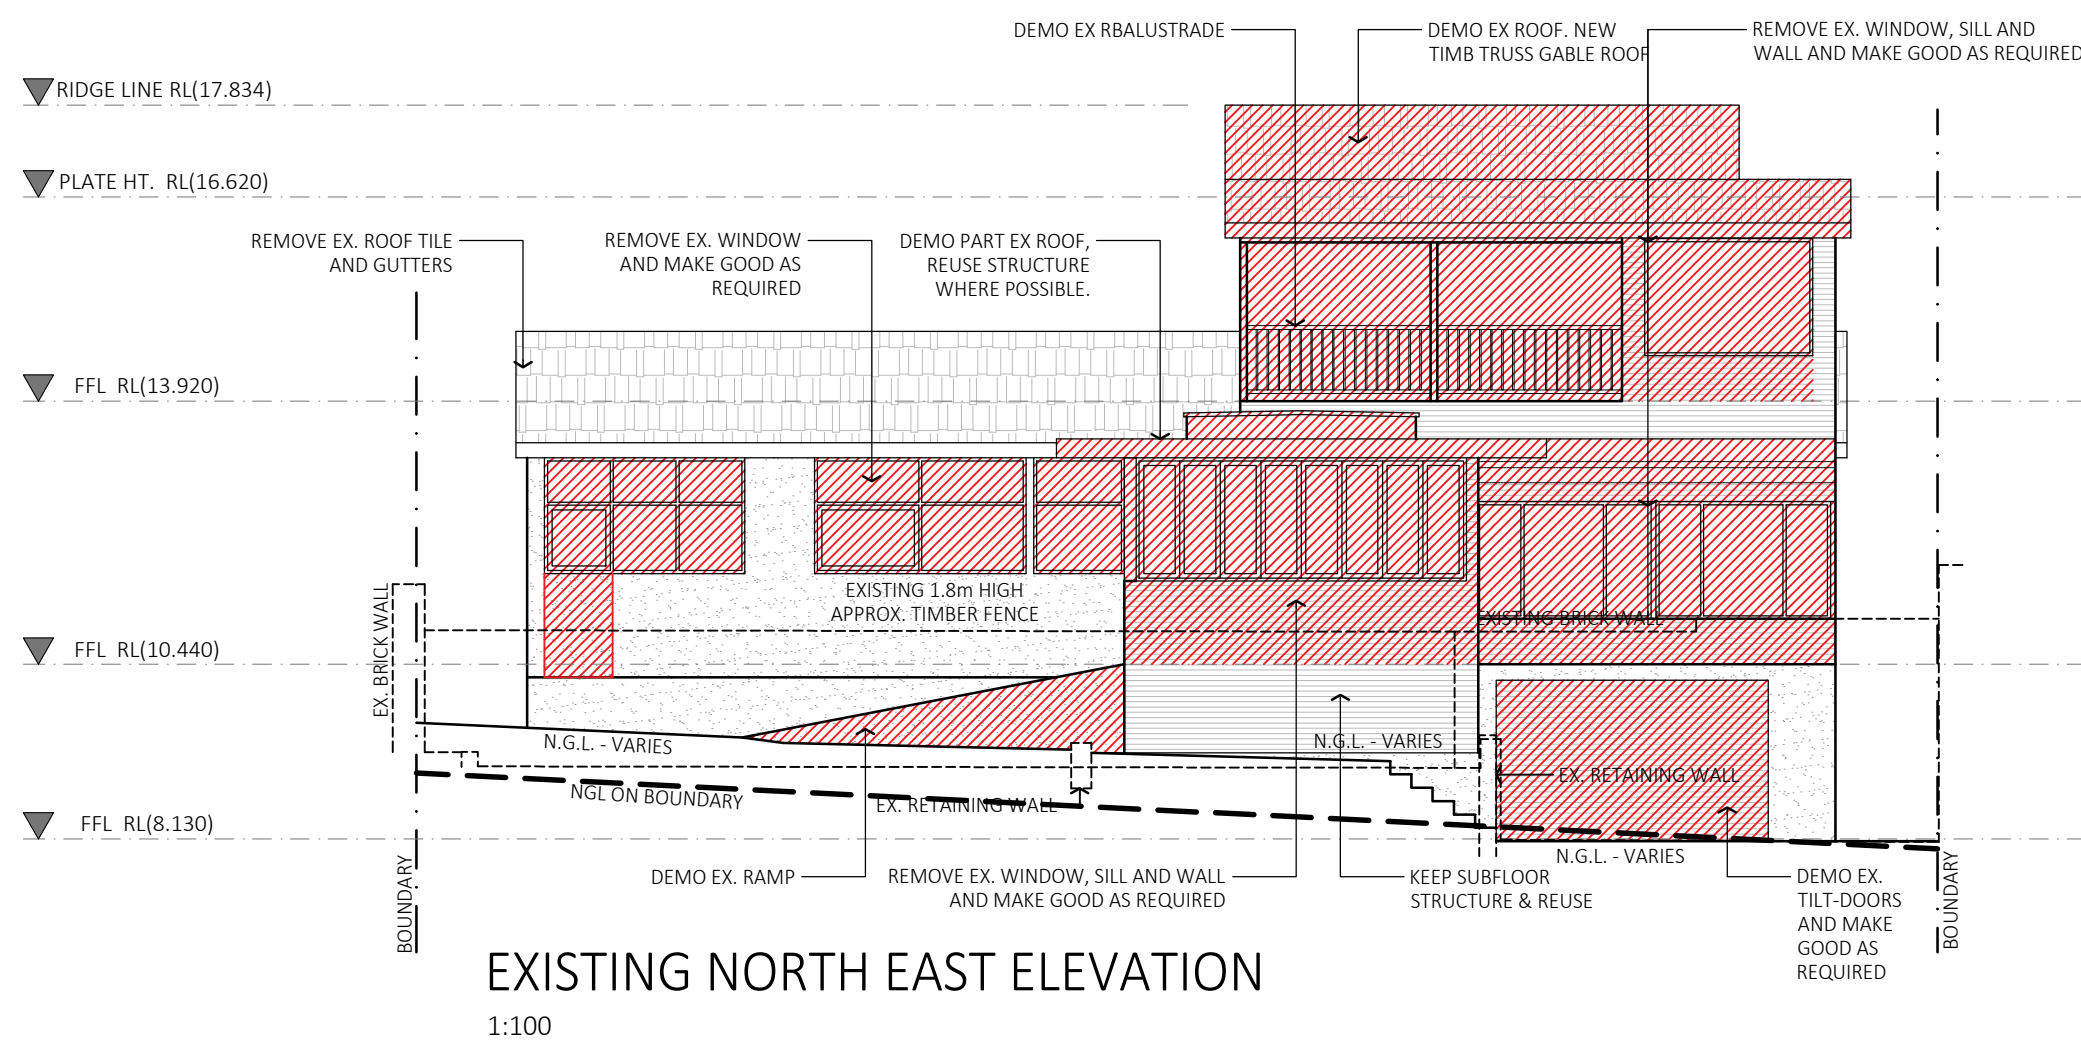 DEMO EX RBALUSTRADE
DEMO EX ROOF. NEW
TIMB TRUSS GABLE ROOF
REMOVE EX. WINDOW, SILL AND
WALL AND MAKE GOOD AS REQUIRED
RIDGE LINE RL(17.834)
PLATE HT. RL(16.620)
REMOVE EX. ROOF TILE
AND GUTTERS
REMOVE EX. WINDOW
AND MAKE GOOD AS
REQUIRED
DEMO PART EX ROOF,
REUSE STRUCTURE
WHERE POSSIBLE.
FFL RL(13.920)
EX. BRICK WALL
EXISTING 1.8m HIGH
APPROX. TIMBER FENCE
EXISTING BRICK WALL
FFL RL(10.440)
N.G.L. - VARIES
N.G.L. - VARIES
EX. RETAINING WALL
NGL ON BOUNDARY
EX. RETAINING WALL
FFL RL(8.130)
N.G.L. - VARIES
BOUNDARY
DEMO EX. RAMP
REMOVE EX. WINDOW, SILL AND WALL
AND MAKE GOOD AS REQUIRED
KEEP SUBFLOOR
STRUCTURE & REUSE
DEMO EX.
TILT-DOORS
AND MAKE
GOOD AS
REQUIRED
BOUNDARY
EXISTING NORTH EAST ELEVATION
1:100